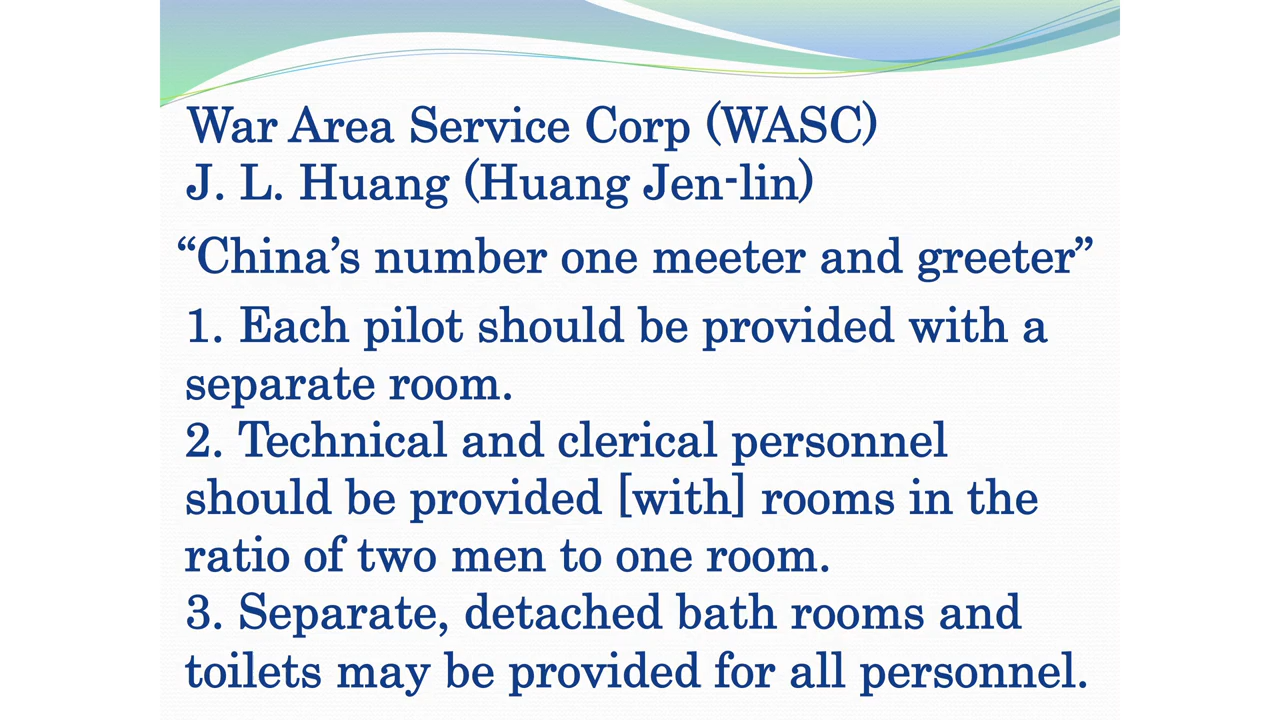 War Area Service Corp (WASC)
J. L. Huang (Huang Jen-lin)
“China’s number one meeter and greeter”
1. Each pilot should be provided with a
separate room.
2. Technical and clerical personnel
should be provided [with] rooms in the
ratio of two men to one room.
3. Separate, detached bath rooms and
toilets may be provided for all personnel.